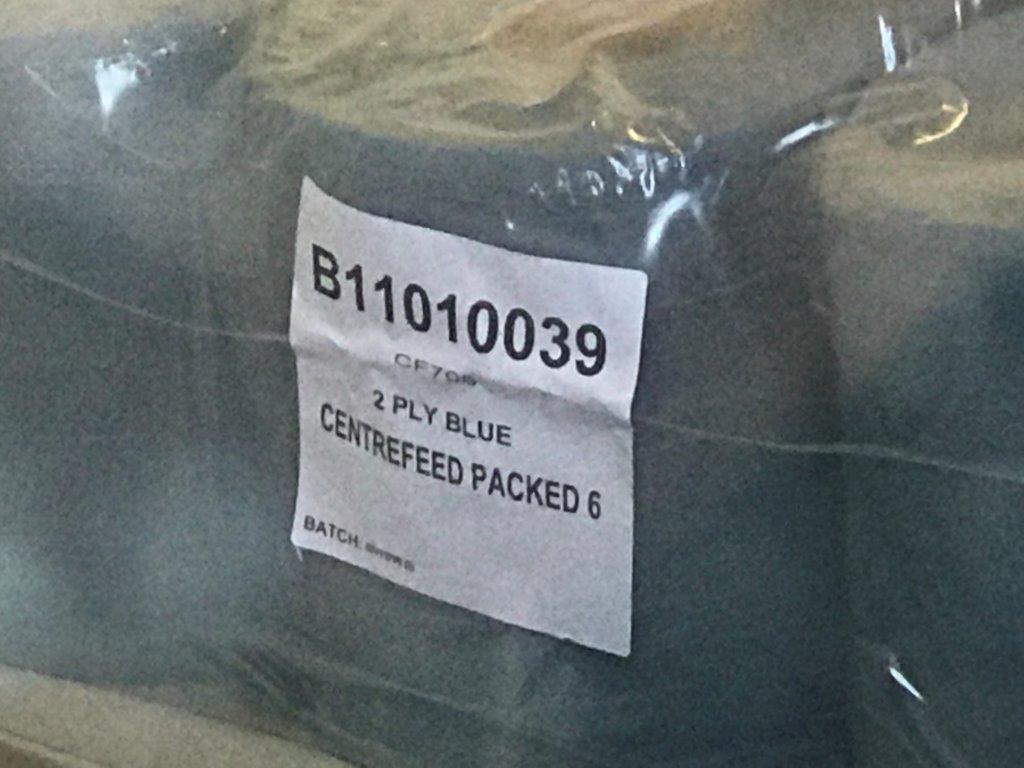 B11010039
2 PLY BLUE
CENTREFEED PACKED 6
BATCH: